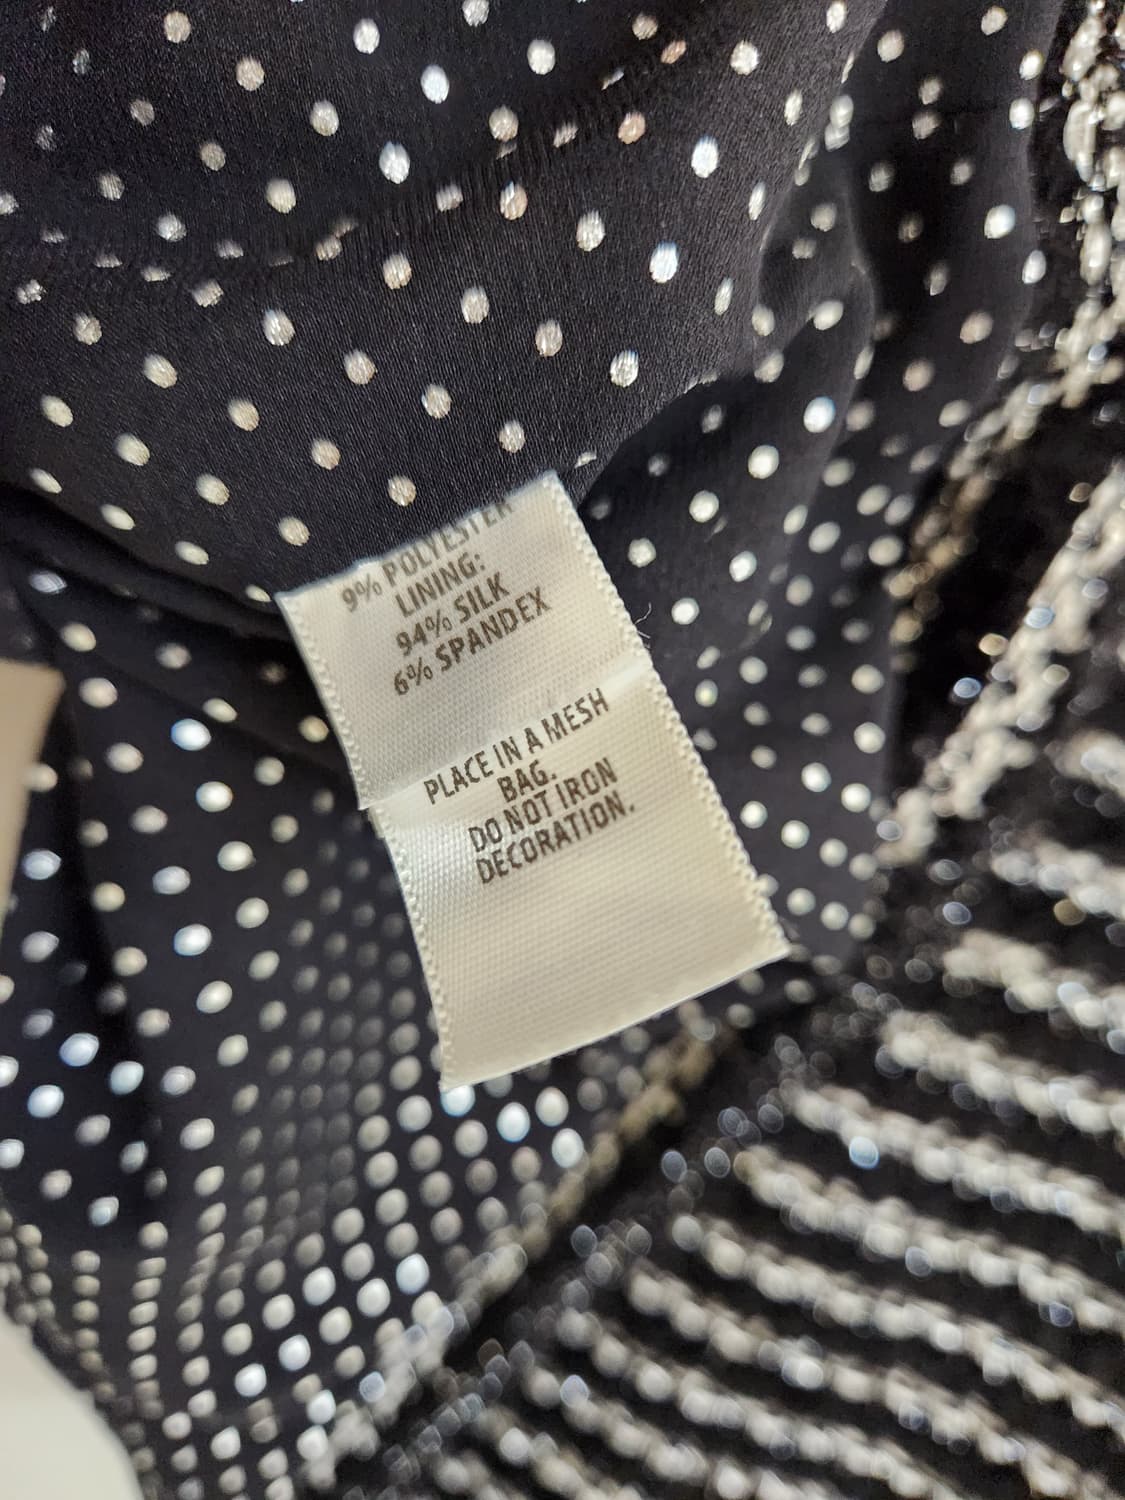 9% POLYESTER
LINING:
94% SILK
6% SPANDEX
PLACE IN A MESH
BAG.
DO NOT IRON
DECORATION.